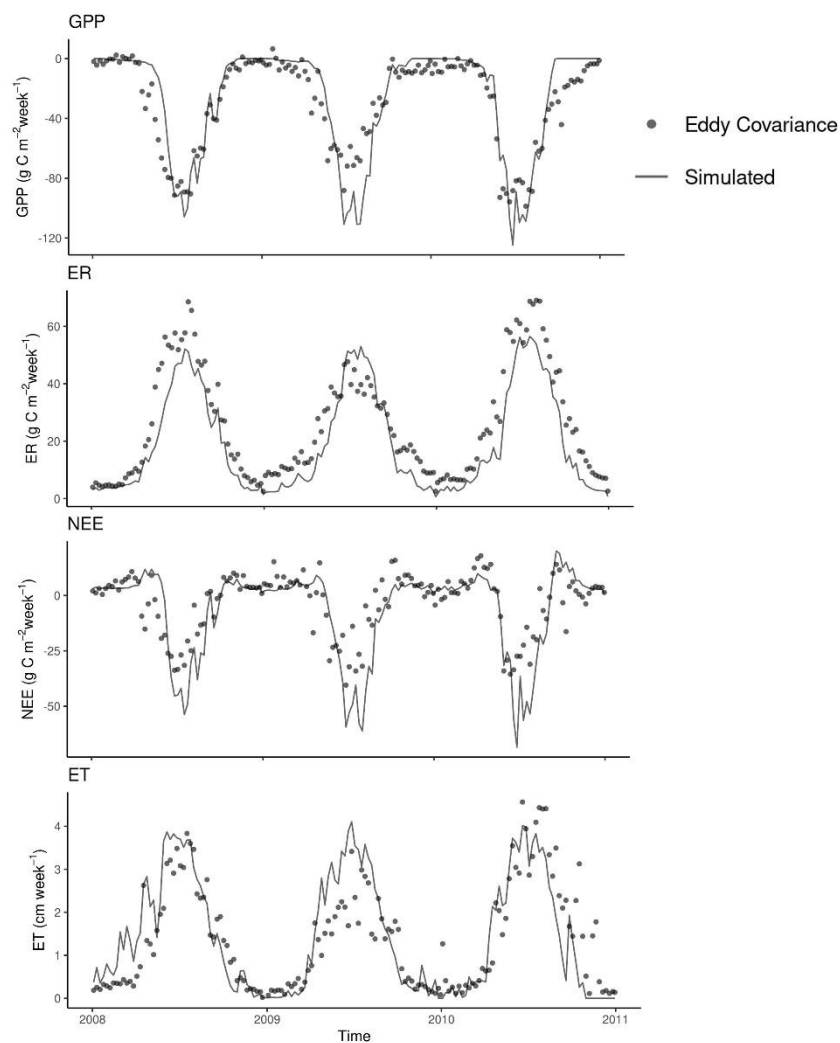 GPP
0
-40
-80
-120
GPP (g C m⁻²week⁻¹)
Eddy Covariance
Simulated
ER
60
40
20
0
ER (g C m⁻²week⁻¹)
NEE
0
-25
-50
NEE (g C m⁻²week⁻¹)
ET
4
3
2
1
0
ET (cm week⁻¹)
2008 2009 2010 2011
Time